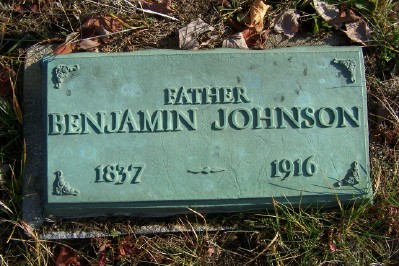 FATHER
BENJAMIN JOHNSON
1837 1916